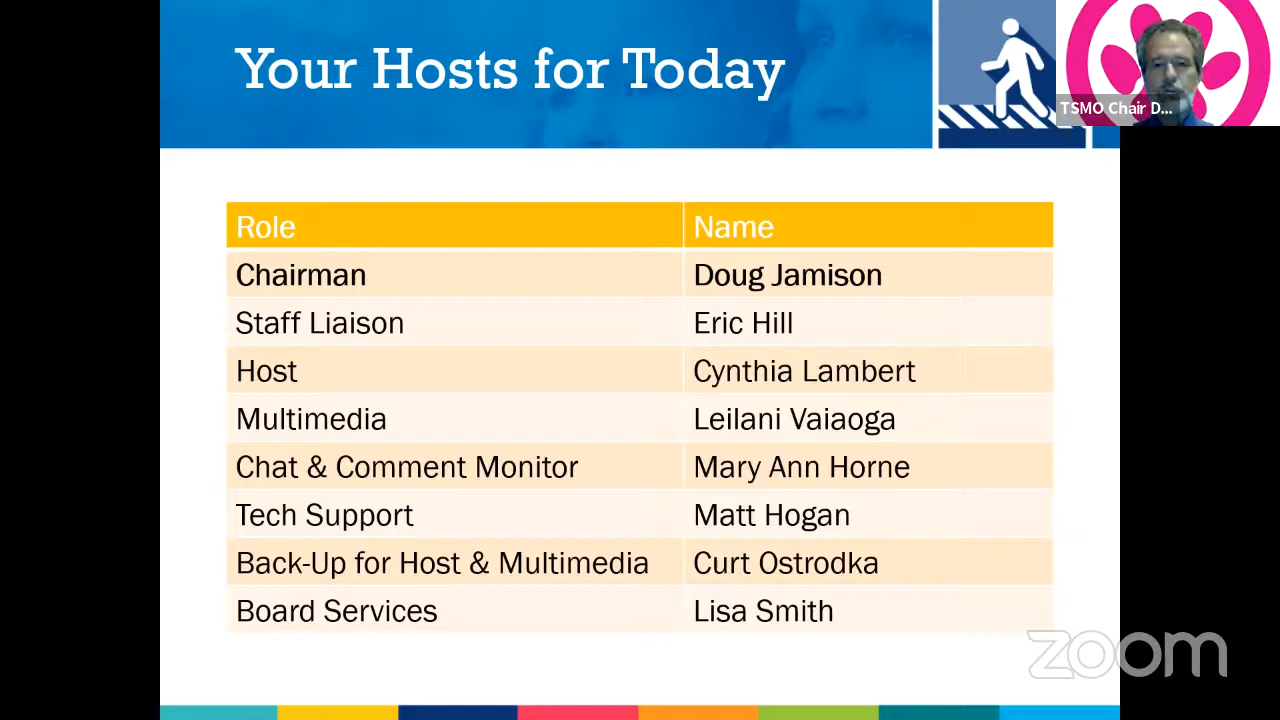 Your Hosts for Today
TSMO Chair D...
Role Name
Chairman Doug Jamison
Staff Liaison Eric Hill
Host Cynthia Lambert
Multimedia Leilani Vaiaoga
Chat & Comment Monitor Mary Ann Horne
Tech Support Matt Hogan
Back-Up for Host & Multimedia Curt Ostrodka
Board Services Lisa Smith
zoom